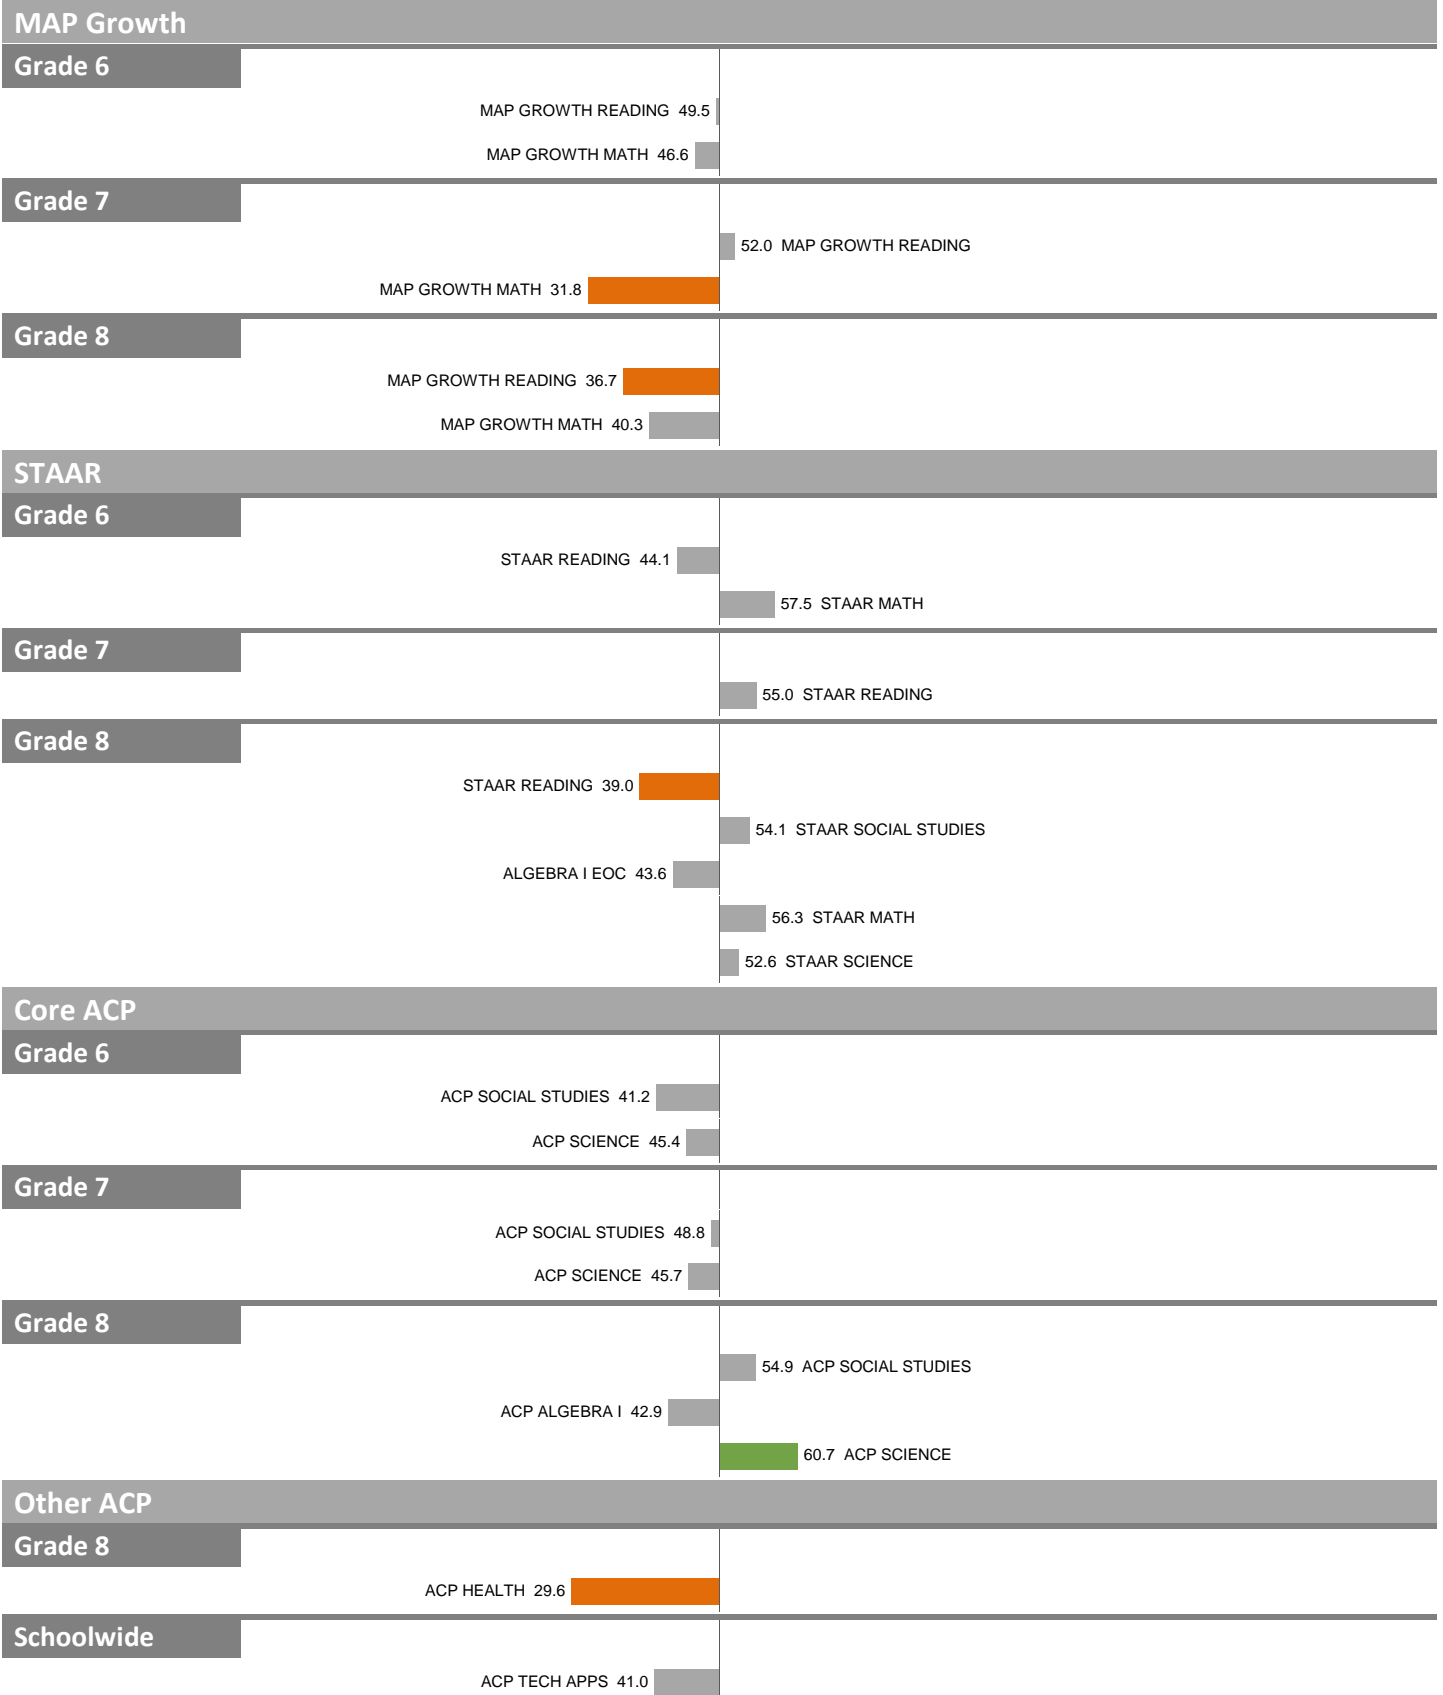 MAP Growth
Grade 6
MAP GROWTH READING 49.5
MAP GROWTH MATH 46.6
Grade 7
52.0 MAP GROWTH READING
MAP GROWTH MATH 31.8
Grade 8
MAP GROWTH READING 36.7
MAP GROWTH MATH 40.3
STAAR
Grade 6
STAAR READING 44.1
57.5 STAAR MATH
Grade 7
55.0 STAAR READING
Grade 8
STAAR READING 39.0
54.1 STAAR SOCIAL STUDIES
ALGEBRA I EOC 43.6
56.3 STAAR MATH
52.6 STAAR SCIENCE
Core ACP
Grade 6
ACP SOCIAL STUDIES 41.2
ACP SCIENCE 45.4
Grade 7
ACP SOCIAL STUDIES 48.8
ACP SCIENCE 45.7
Grade 8
54.9 ACP SOCIAL STUDIES
ACP ALGEBRA I 42.9
60.7 ACP SCIENCE
Other ACP
Grade 8
ACP HEALTH 29.6
Schoolwide
ACP TECH APPS 41.0